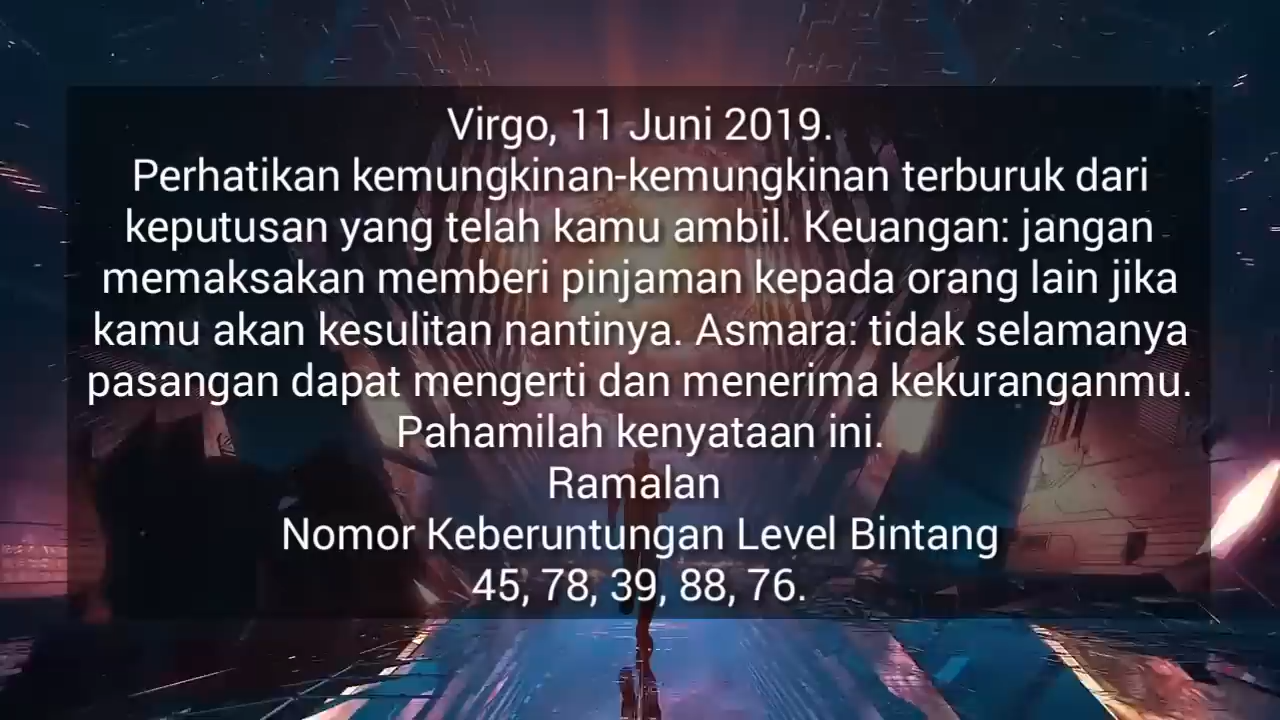 Virgo, 11 Juni 2019.
Perhatikan kemungkinan-kemungkinan terburuk dari
keputusan yang telah kamu ambil. Keuangan: jangan
memaksakan memberi pinjaman kepada orang lain jika
kamu akan kesulitan nantinya. Asmara: tidak selamanya
pasangan dapat mengerti dan menerima kekuranganmu.
Pahamilah kenyataan ini.
Ramalan
Nomor Keberuntungan Level Bintang
45, 78, 39, 88, 76.